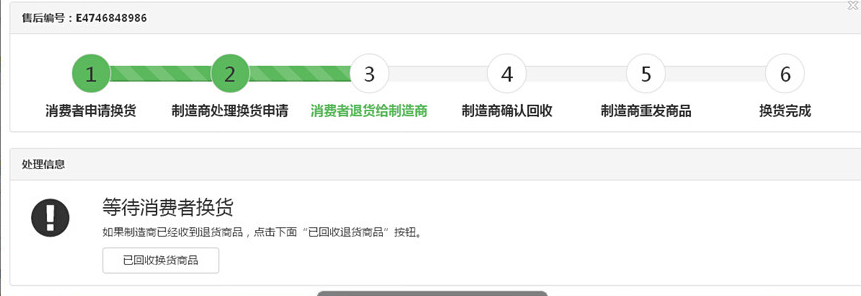 售后编号：E4746848986
1 2 3 4 5 6
消费者申请换货 制造商处理换货申请 消费者退货给制造商 制造商确认回收 制造商重发商品 换货完成
处理信息
等待消费者换货
如果制造商已经收到退货商品，点击下面“已回收退货商品”按钮。
已回收换货商品